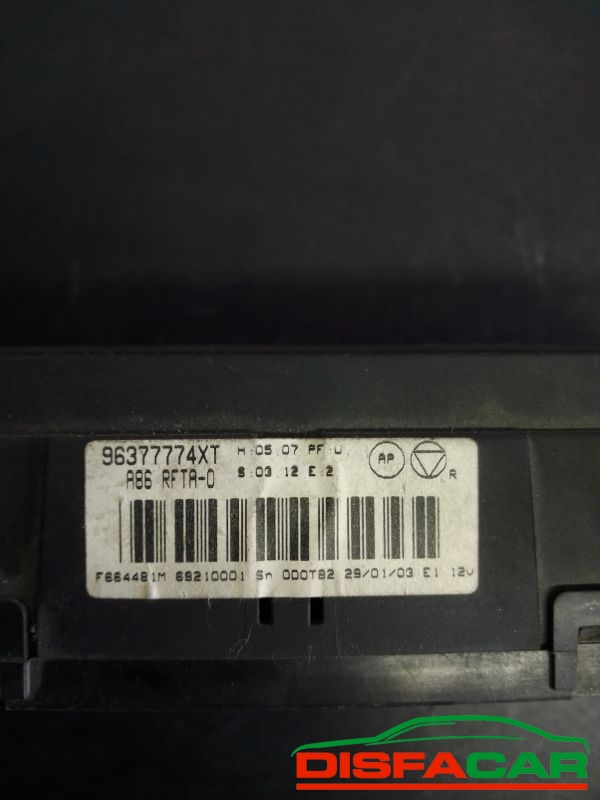 96377774XT H:05.07 PF:U.
A86 RFTA-0 S:03.12 E:2
AP
R
F664481M 69210001 Sn 000T82 29/01/03 E1 12V
DISFACAR